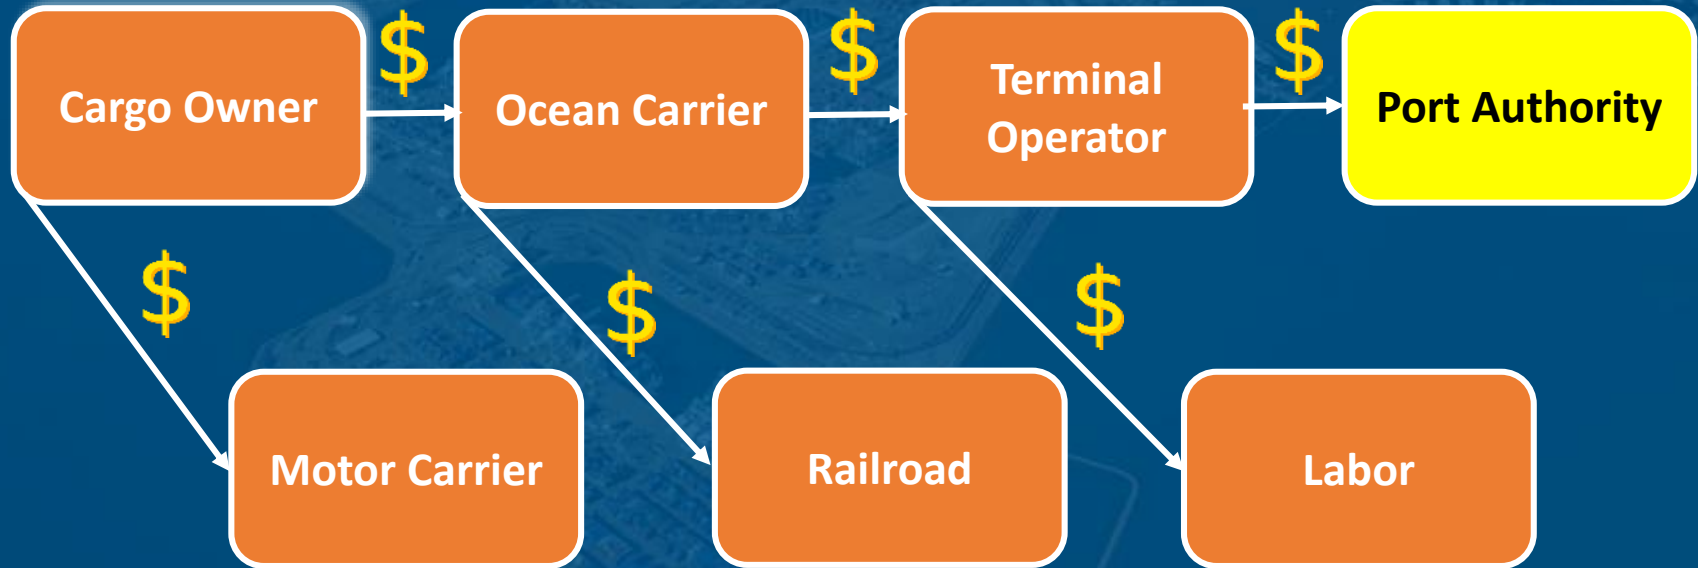 $
$
$
Cargo Owner
Ocean Carrier
Terminal
Operator
Port Authority
$
$
$
Motor Carrier
Railroad
Labor